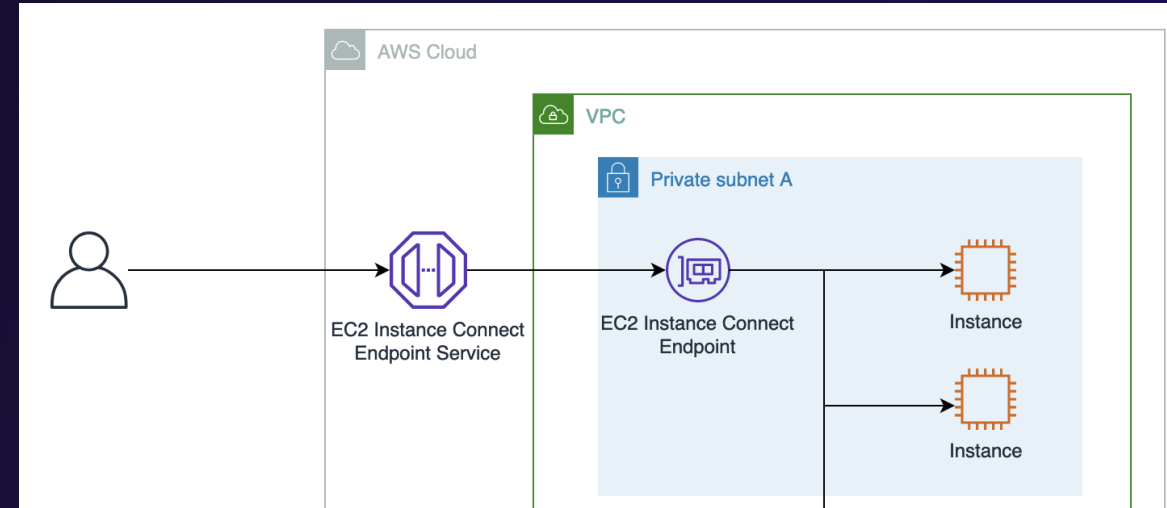 AWS Cloud
VPC
Private subnet A
EC2 Instance Connect
Endpoint Service
EC2 Instance Connect
Endpoint
Instance
Instance